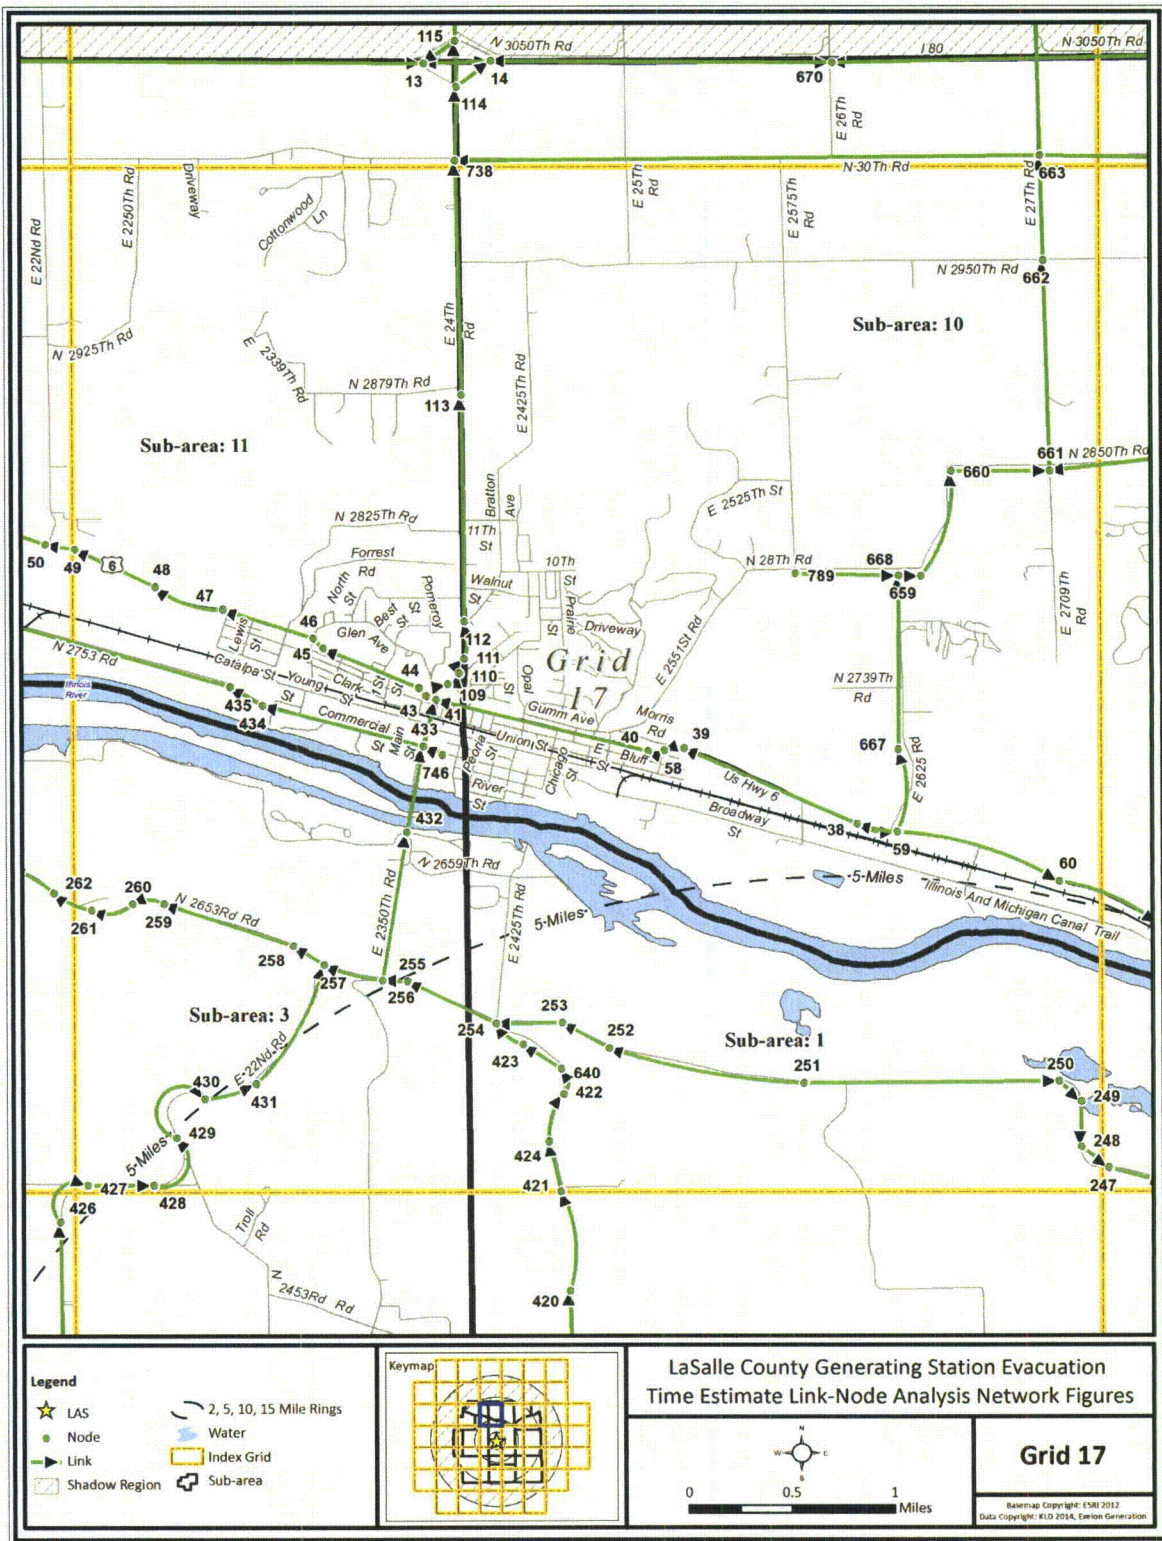 115
N 3050Th Rd
I 80
N 3050Th Rd
13
14
670
114
E 26Th
Rd
738
N 30Th Rd
663
Driveway
E 2250Th Rd
E 22Nd Rd
Cottonwood
Ln
E 25Th
Rd
E 2575Th
Rd
E 27Th Rd
N 2950Th Rd
662
E 24Th
Rd
Sub-area: 10
N 2925Th Rd
E 2339Th Rd
N 2879Th Rd
E 2425Th Rd
113
Sub-area: 11
661
N 2850Th Rd
660
E 2525Th St
Bratton
Ave
N 2825Th Rd
11Th
St
50
49
6
48
Forrest
Rd
10Th
St
N 28Th Rd
668
789
659
47
North
St
Best
St
Pomeroy
Walnut
St
Prairie
St
E 2709Th
Rd
46
Lewis
St
Glen Ave
112
Driveway
45
111
Grid
17
E 2551St Rd
N 2753 Rd
Catalpa St
44
110
Opal
St
N 2739Th
Rd
Clark
St
1St
St
Young
St
109
Illinois
River
435
434
43
41
Gumm Ave
Morris
Rd
39
Commercial
St
433
Main
St
Union St
40
E
Bluff
St
58
667
746
Peoria
St
Chicago
St
River
St
Us Hwy 6
E 2625 Rd
Broadway
St
432
38
59
N 2659Th Rd
60
262
260
N 2653Rd Rd
5-Miles
Illinois And Michigan Canal Trail
261
259
E 2350Th Rd
5-Miles
E 2425Th Rd
258
255
257
256
Sub-area: 3
253
254
252
Sub-area: 1
423
E 22Nd Rd
251
250
640
430
249
431
422
429
248
5-Miles
424
427
421
247
426
428
Troll
Rd
N
2453Rd Rd
420
Legend
LAS
Node
Link
Shadow Region
2, 5, 10, 15 Mile Rings
Water
Index Grid
Sub-area
Keymap
LaSalle County Generating Station Evacuation
Time Estimate Link-Node Analysis Network Figures
N
W
E
S
0
0.5
1
Miles
Grid 17
Basemap Copyright: ESRI 2012
Data Copyright: KLD 2014, Exelon Generation